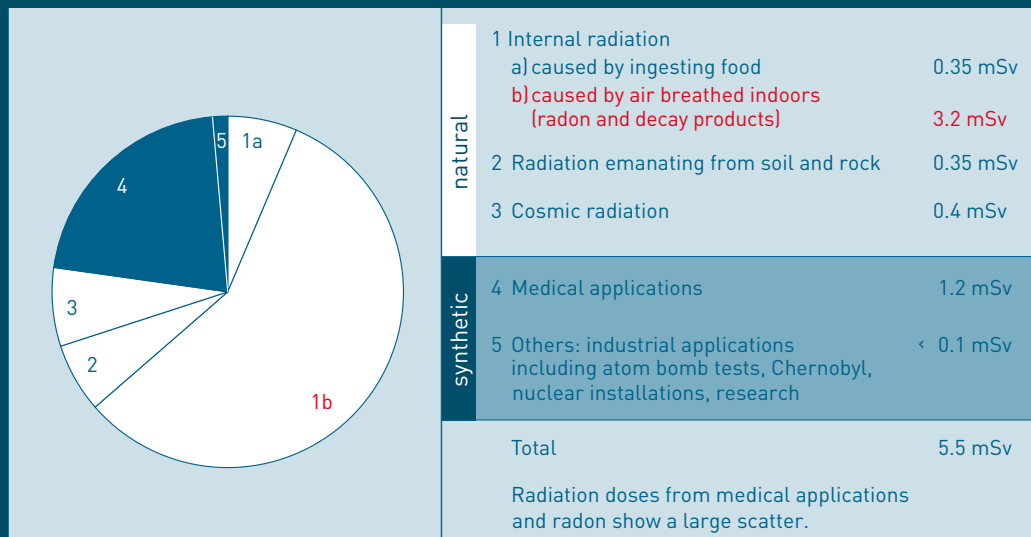 5
1a
4
3
2
1b
natural
1 Internal radiation
a) caused by ingesting food 0.35 mSv
b) caused by air breathed indoors
(radon and decay products) 3.2 mSv
2 Radiation emanating from soil and rock 0.35 mSv
3 Cosmic radiation 0.4 mSv
synthetic
4 Medical applications 1.2 mSv
5 Others: industrial applications < 0.1 mSv
including atom bomb tests, Chernobyl,
nuclear installations, research
Total 5.5 mSv
Radiation doses from medical applications
and radon show a large scatter.